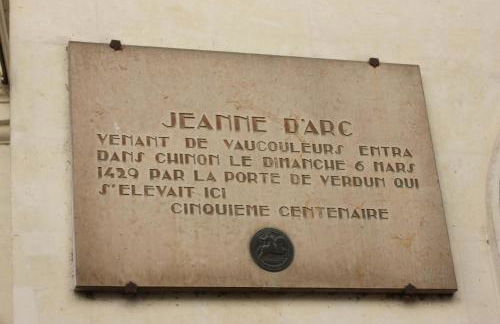 JEANNE D'ARC
VENANT DE VAUCOULEURS ENTRA
DANS CHINON LE DIMANCHE 6 MARS
1429 PAR LA PORTE DE VERDUN QUI
S'ELEVAIT ICI
CINQUIEME CENTENAIRE